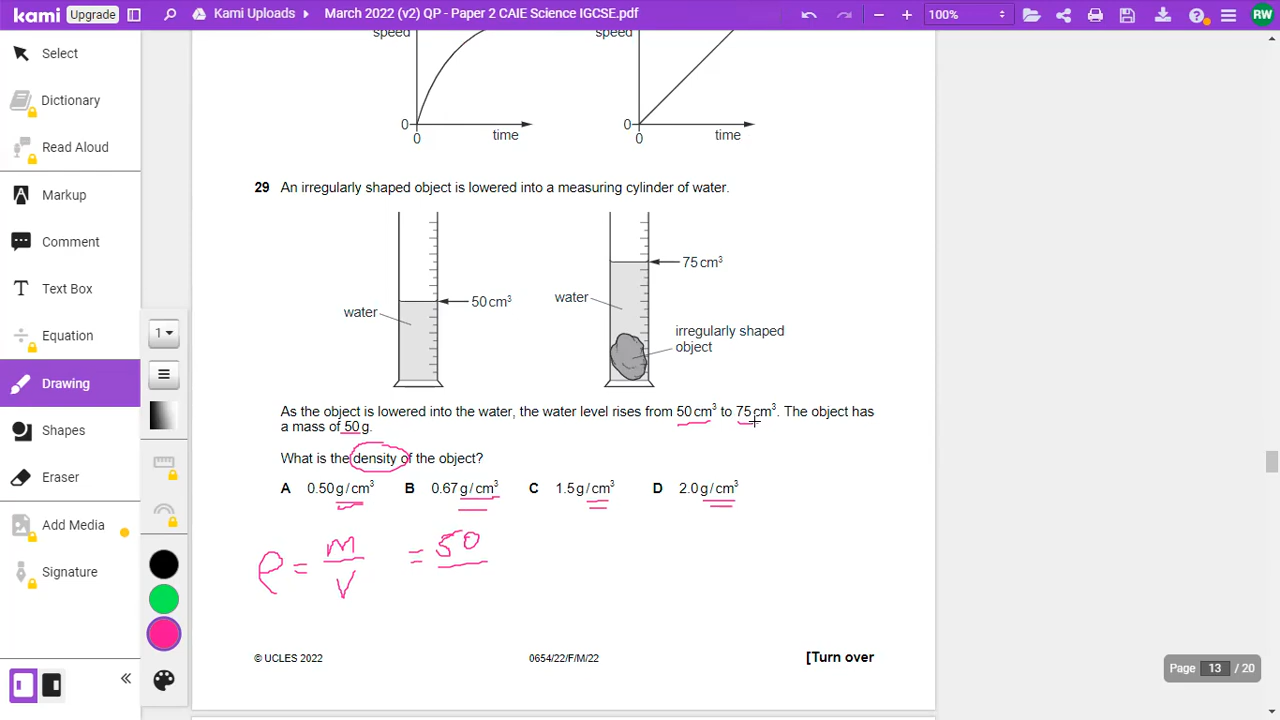 kami Upgrade Kami Uploads March 2022 (v2) QP - Paper 2 CAIE Science IGCSE.pdf 100% RW
Select
Dictionary
Read Aloud
Markup
Comment
Text Box
Equation
Drawing
Shapes
Eraser
Add Media
Signature
1
speed
0
0
time
speed
0
0
time
29 An irregularly shaped object is lowered into a measuring cylinder of water.
water
50 cm³
water
75 cm³
irregularly shaped
object
As the object is lowered into the water, the water level rises from 50 cm³ to 75 cm³. The object has
a mass of 50 g.
What is the density of the object?
A 0.50 g / cm³ B 0.67 g / cm³ C 1.5 g / cm³ D 2.0 g / cm³
ρ = m/V = 50
© UCLES 2022 0654/22/F/M/22 [Turn over
Page 13 / 20